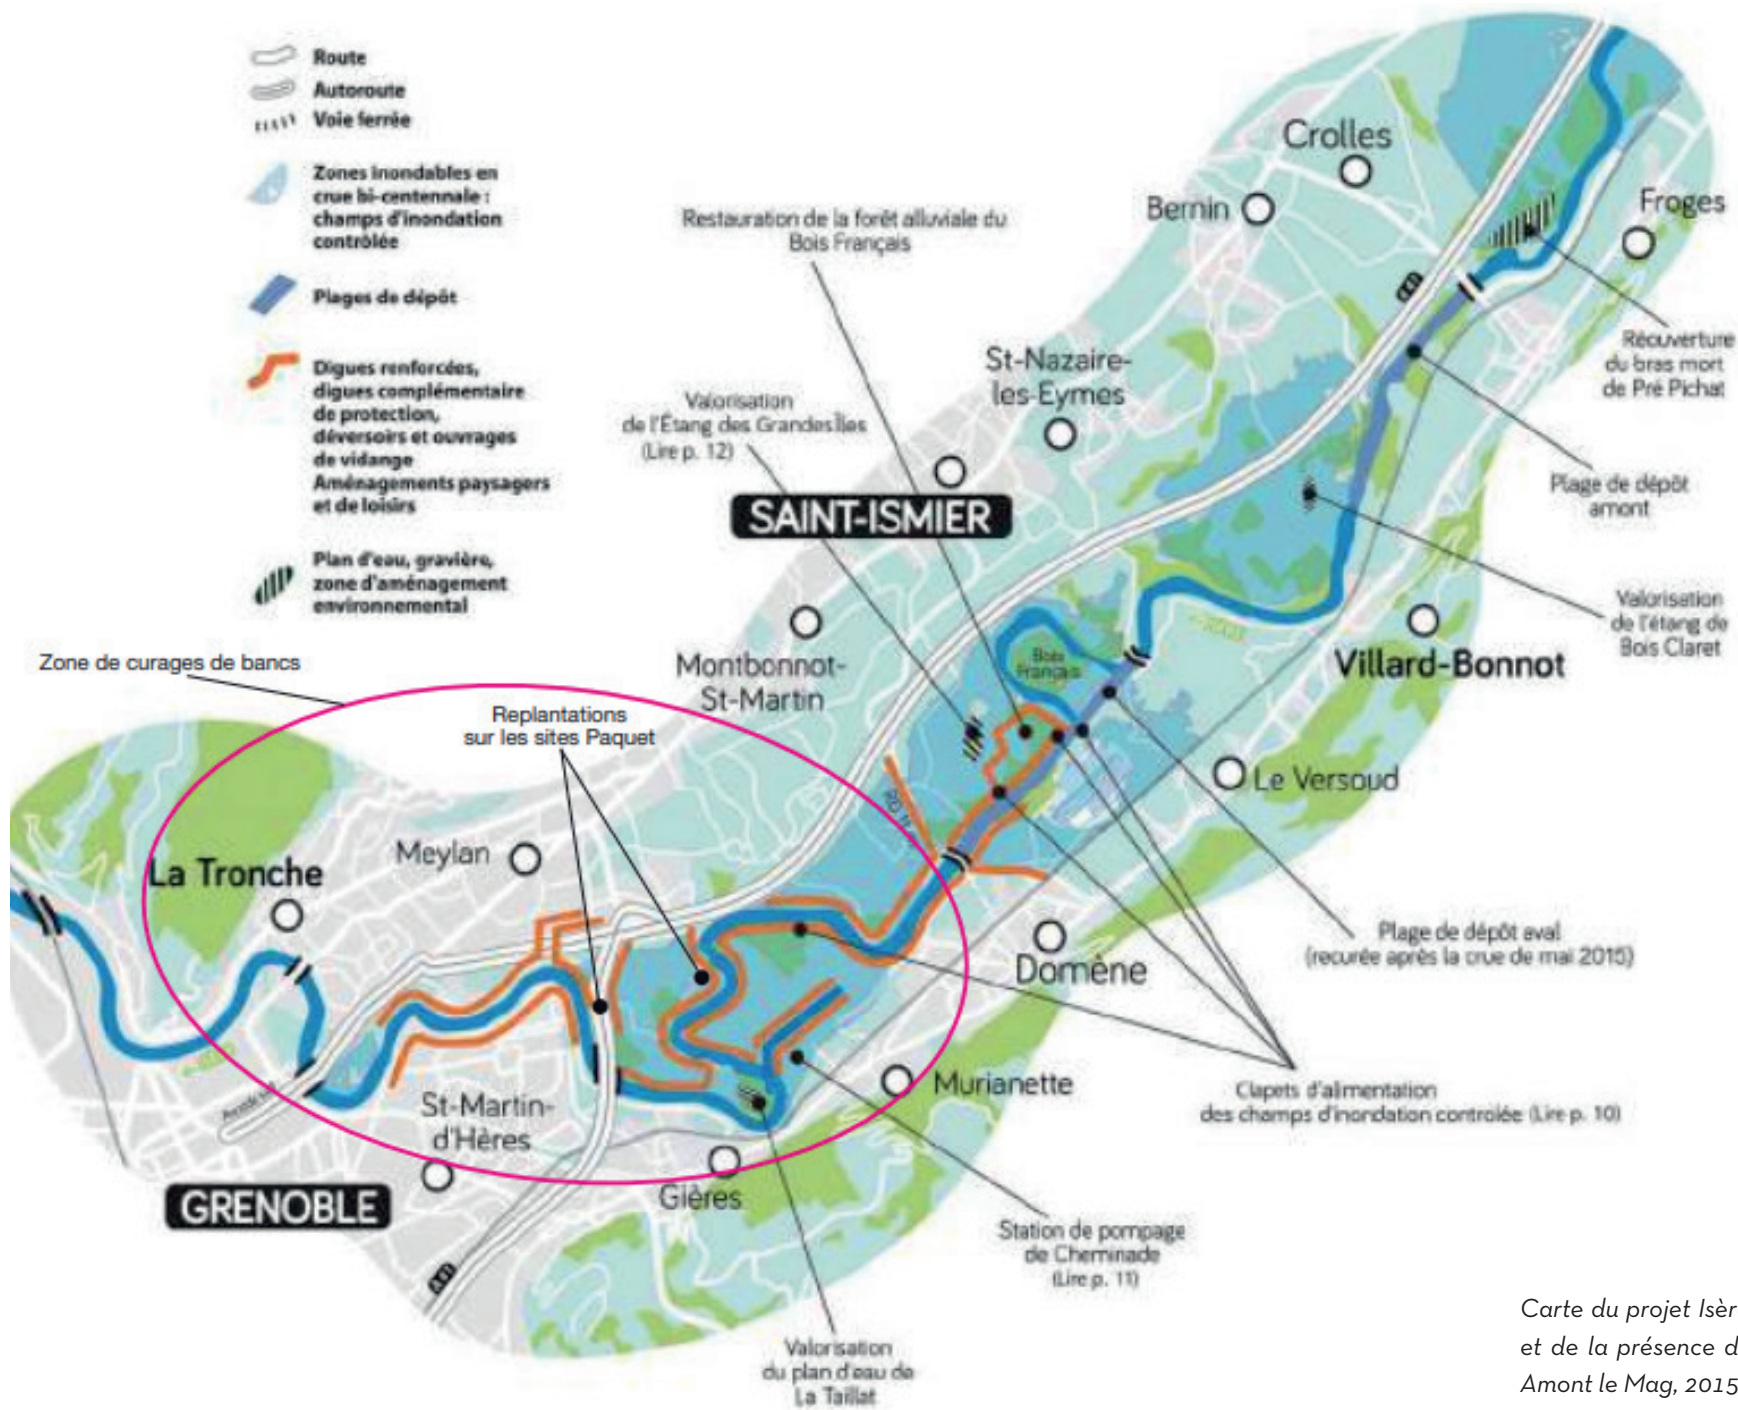 Route
Autoroute
Voie ferrée
Zones inondables en
crue bi-centennale :
champs d'inondation
contrôlée
Plages de dépôt
Digues renforcées,
digues complémentaire
de protection,
déversoirs et ouvrages
de vidange
Aménagements paysagers
et de loisirs
Plan d'eau, gravière,
zone d'aménagement
environnemental
Zone de curages de bancs
Replantations
sur les sites Paquet
Restauration de la forêt alluviale du
Bois Français
Valorisation
de l'Étang des Grandes Îles
(Lire p. 12)
Crolles
Bernin
Froges
St-Nazaire-
les-Eymes
SAINT-ISMIER
Montbonnot-
St-Martin
Bois
Français
Réouverture
du bras mort
de Pré Pichat
Plage de dépôt
amont
Valorisation
de l'étang de
Bois Claret
Villard-Bonnot
Le Versoud
La Tronche
Meylan
Plage de dépôt aval
(recurée après la crue de mai 2015)
Domène
Murianette
Clapets d'alimentation
des champs d'inondation controlée (Lire p. 10)
St-Martin-
d'Hères
GRENOBLE
Gières
A 41
Station de pompage
de Cheminade
(Lire p. 11)
Valorisation
du plan d'eau de
La Taillat
Carte du projet Isèr
et de la présence d
Amont le Mag, 2015